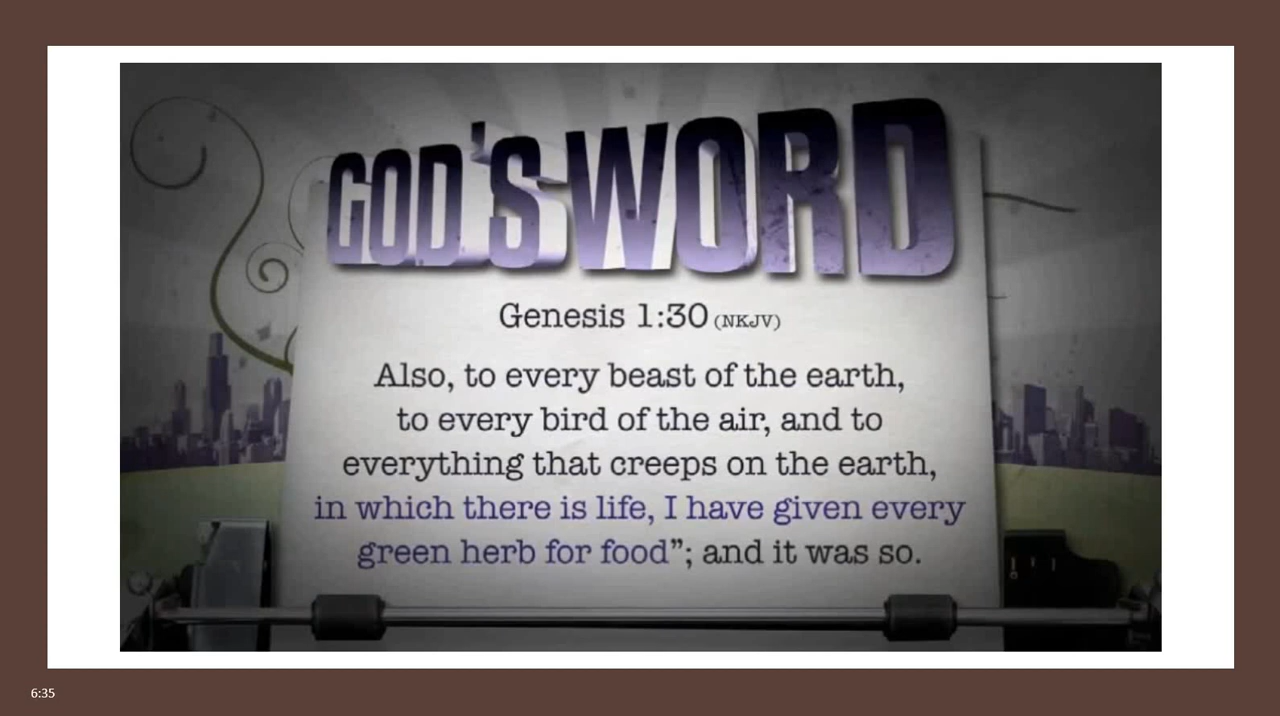 GOD'S WORD
Genesis 1:30 (NKJV)
Also, to every beast of the earth,
to every bird of the air, and to
everything that creeps on the earth,
in which there is life, I have given every
green herb for food”; and it was so.
6:35